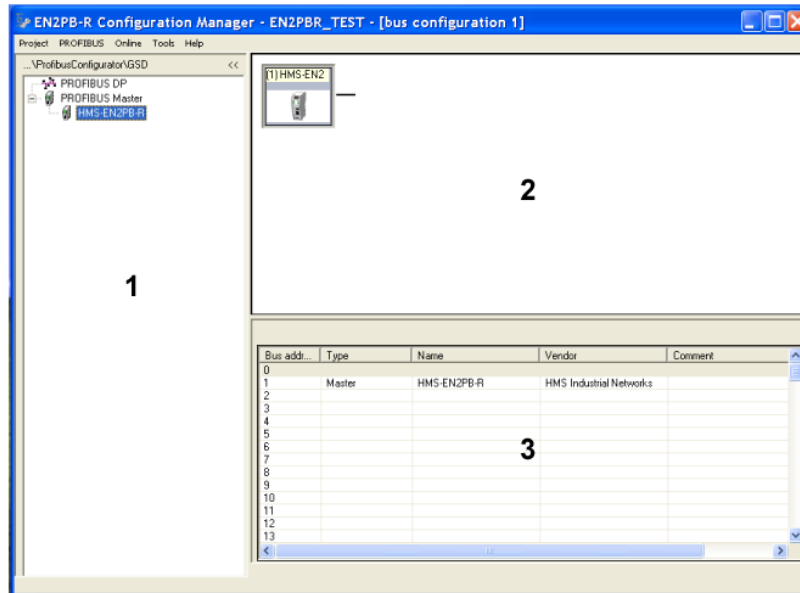 EN2PB-R Configuration Manager - EN2PBR_TEST - [bus configuration 1]
Project PROFIBUS Online Tools Help
...\ProfibusConfigurator\GSD <<
PROFIBUS DP
PROFIBUS Master
HMS-EN2PB-R
1
(1) HMS-EN2
2
Bus addr... Type Name Vendor Comment
0
1 Master HMS-EN2PB-R HMS Industrial Networks
2
3
4
5
6
7
8
9
10
11
12
13
3